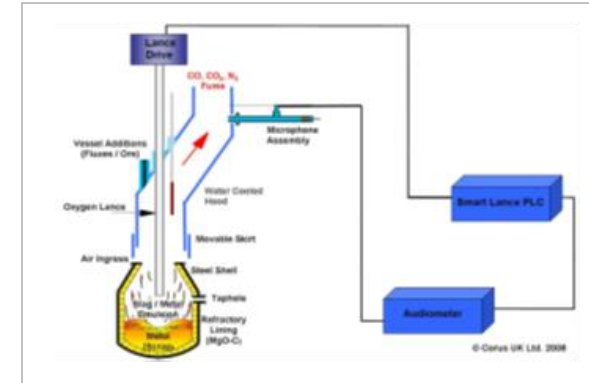 Lance
Drive
CO, CO₂, N₂
Fume
Vessel Additions
(Fluxes / Ore)
Microphone
Assembly
Water Cooled
Hood
Oxygen Lance
Smart Lance PLC
Movable Skirt
Air Ingress
Steel Shell
Taphole
Slag / Metal
Emulsion
Refractory
Lining
(MgO-C)
Metal
Audiometer
© Corus UK Ltd. 2008